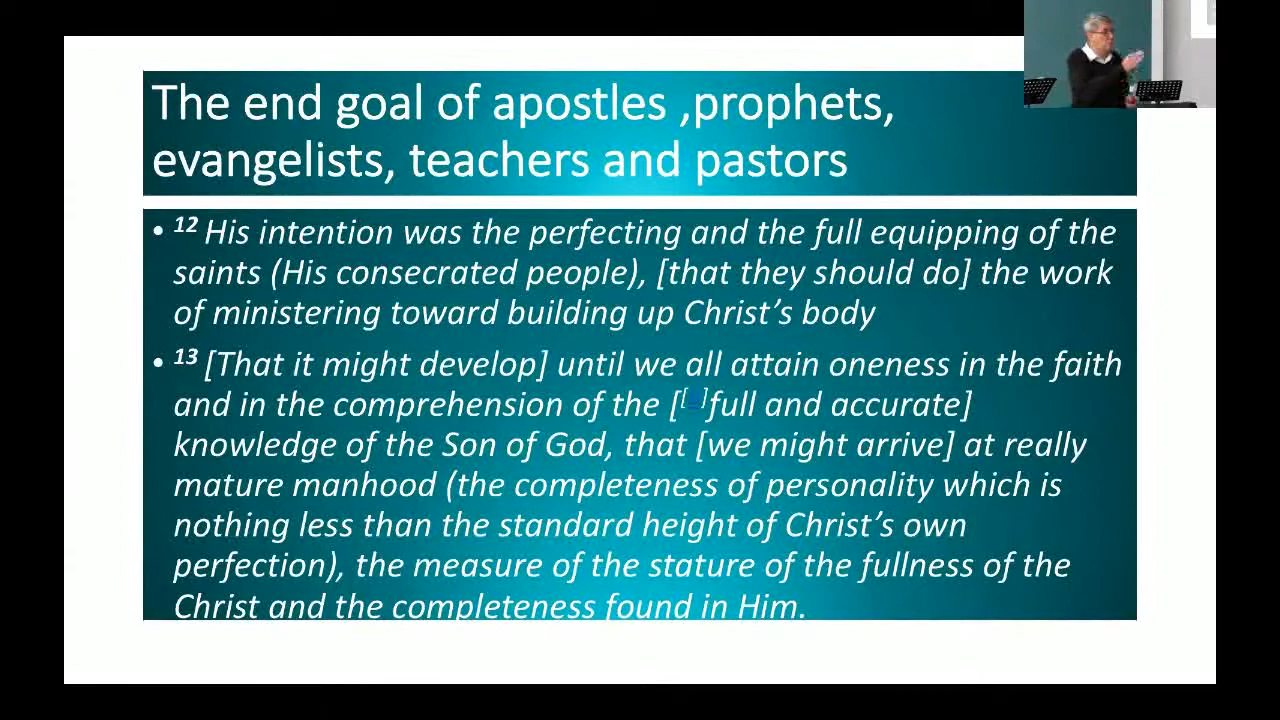 The end goal of apostles ,prophets,
evangelists, teachers and pastors
• 12 His intention was the perfecting and the full equipping of the
saints (His consecrated people), [that they should do] the work
of ministering toward building up Christ’s body
• 13 [That it might develop] until we all attain oneness in the faith
and in the comprehension of the [[ ]full and accurate]
knowledge of the Son of God, that [we might arrive] at really
mature manhood (the completeness of personality which is
nothing less than the standard height of Christ’s own
perfection), the measure of the stature of the fullness of the
Christ and the completeness found in Him.